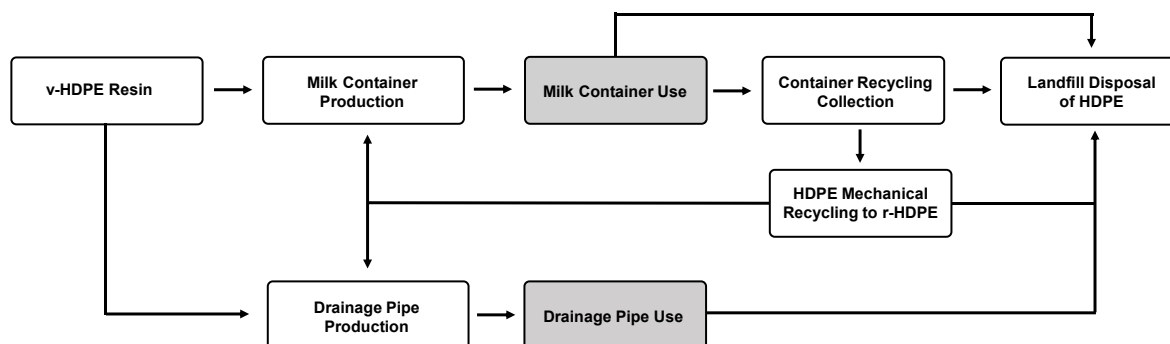 v-HDPE Resin
Milk Container
Production
Milk Container Use
Container Recycling
Collection
Landfill Disposal
of HDPE
HDPE Mechanical
Recycling to r-HDPE
Drainage Pipe
Production
Drainage Pipe Use